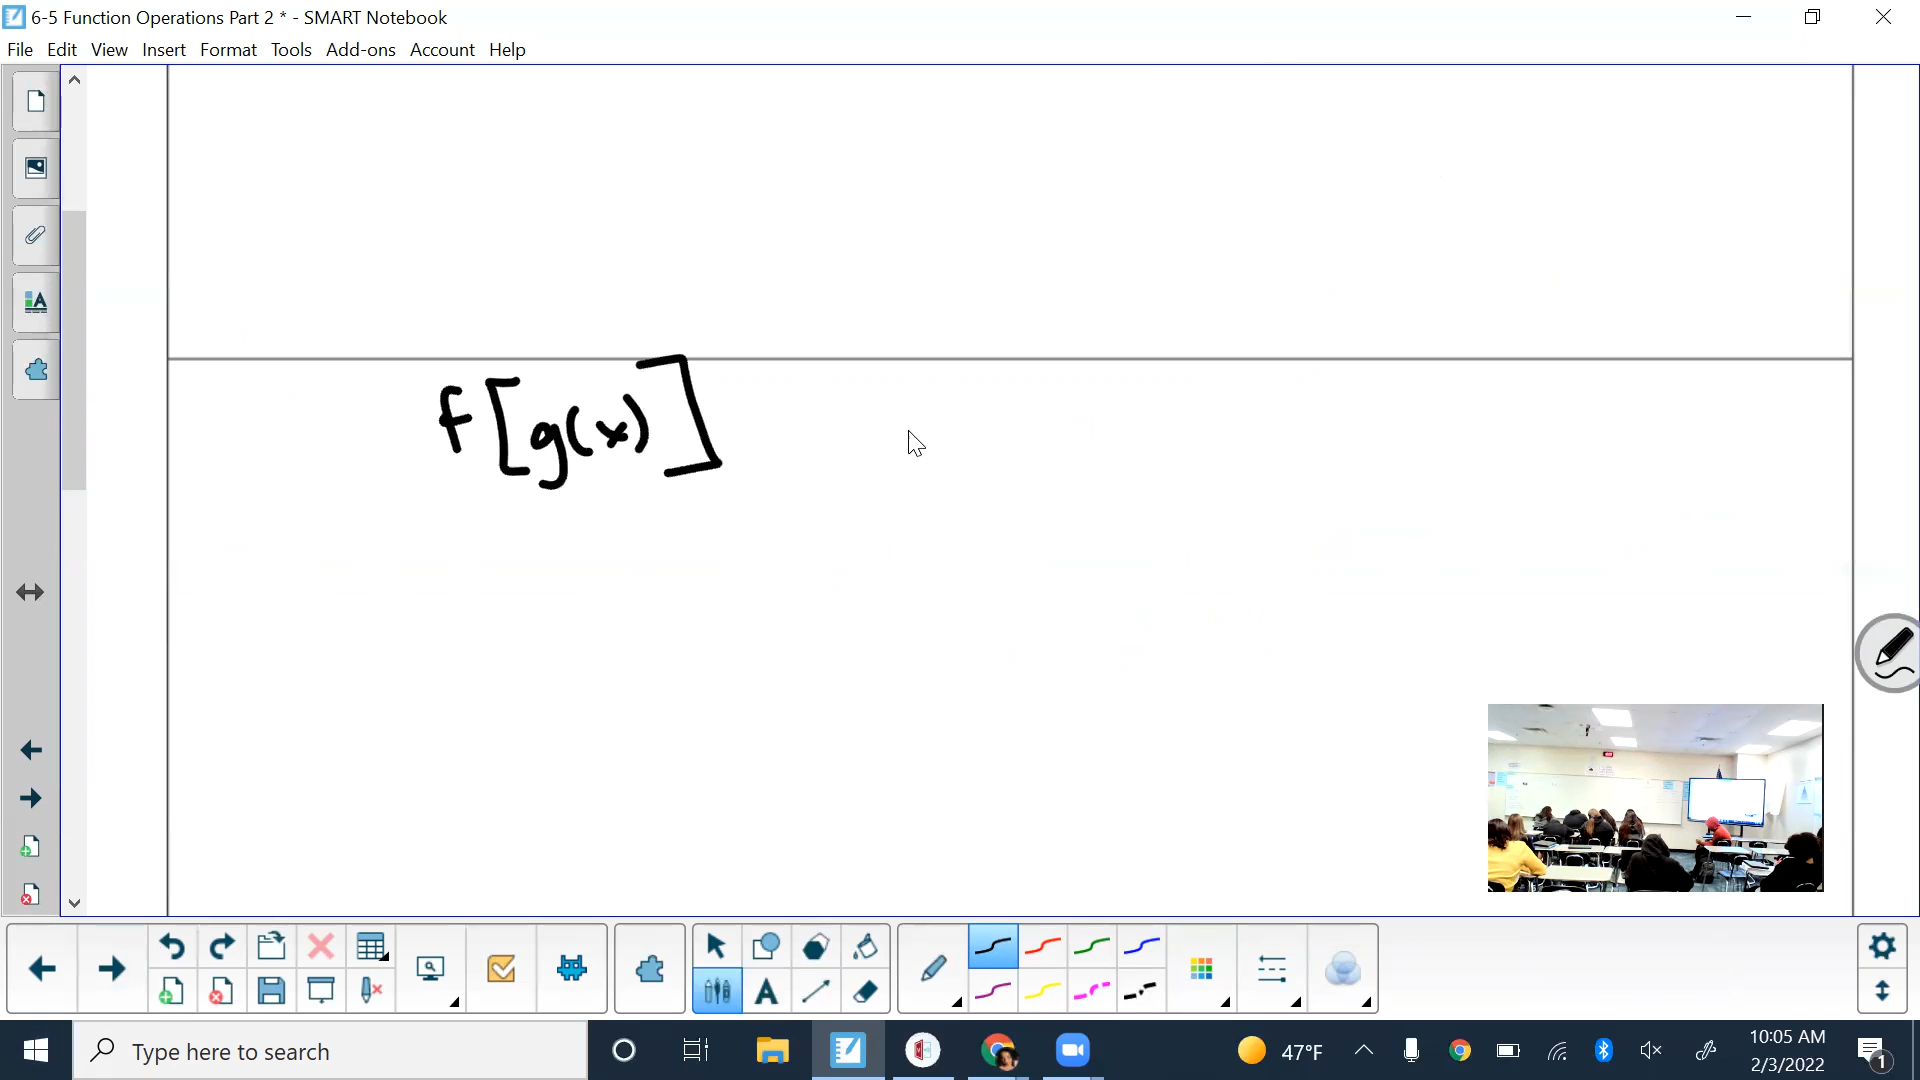 6-5 Function Operations Part 2 * - SMART Notebook
File Edit View Insert Format Tools Add-ons Account Help
f[g(x)]
Type here to search
47°F
10:05 AM
2/3/2022
1